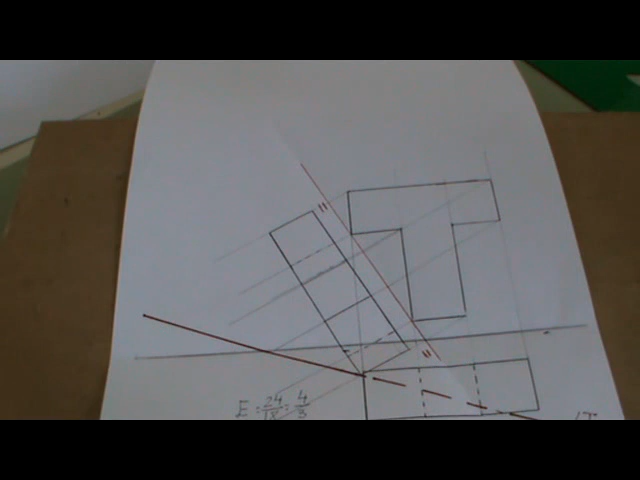 E = 24/18 = 4/3